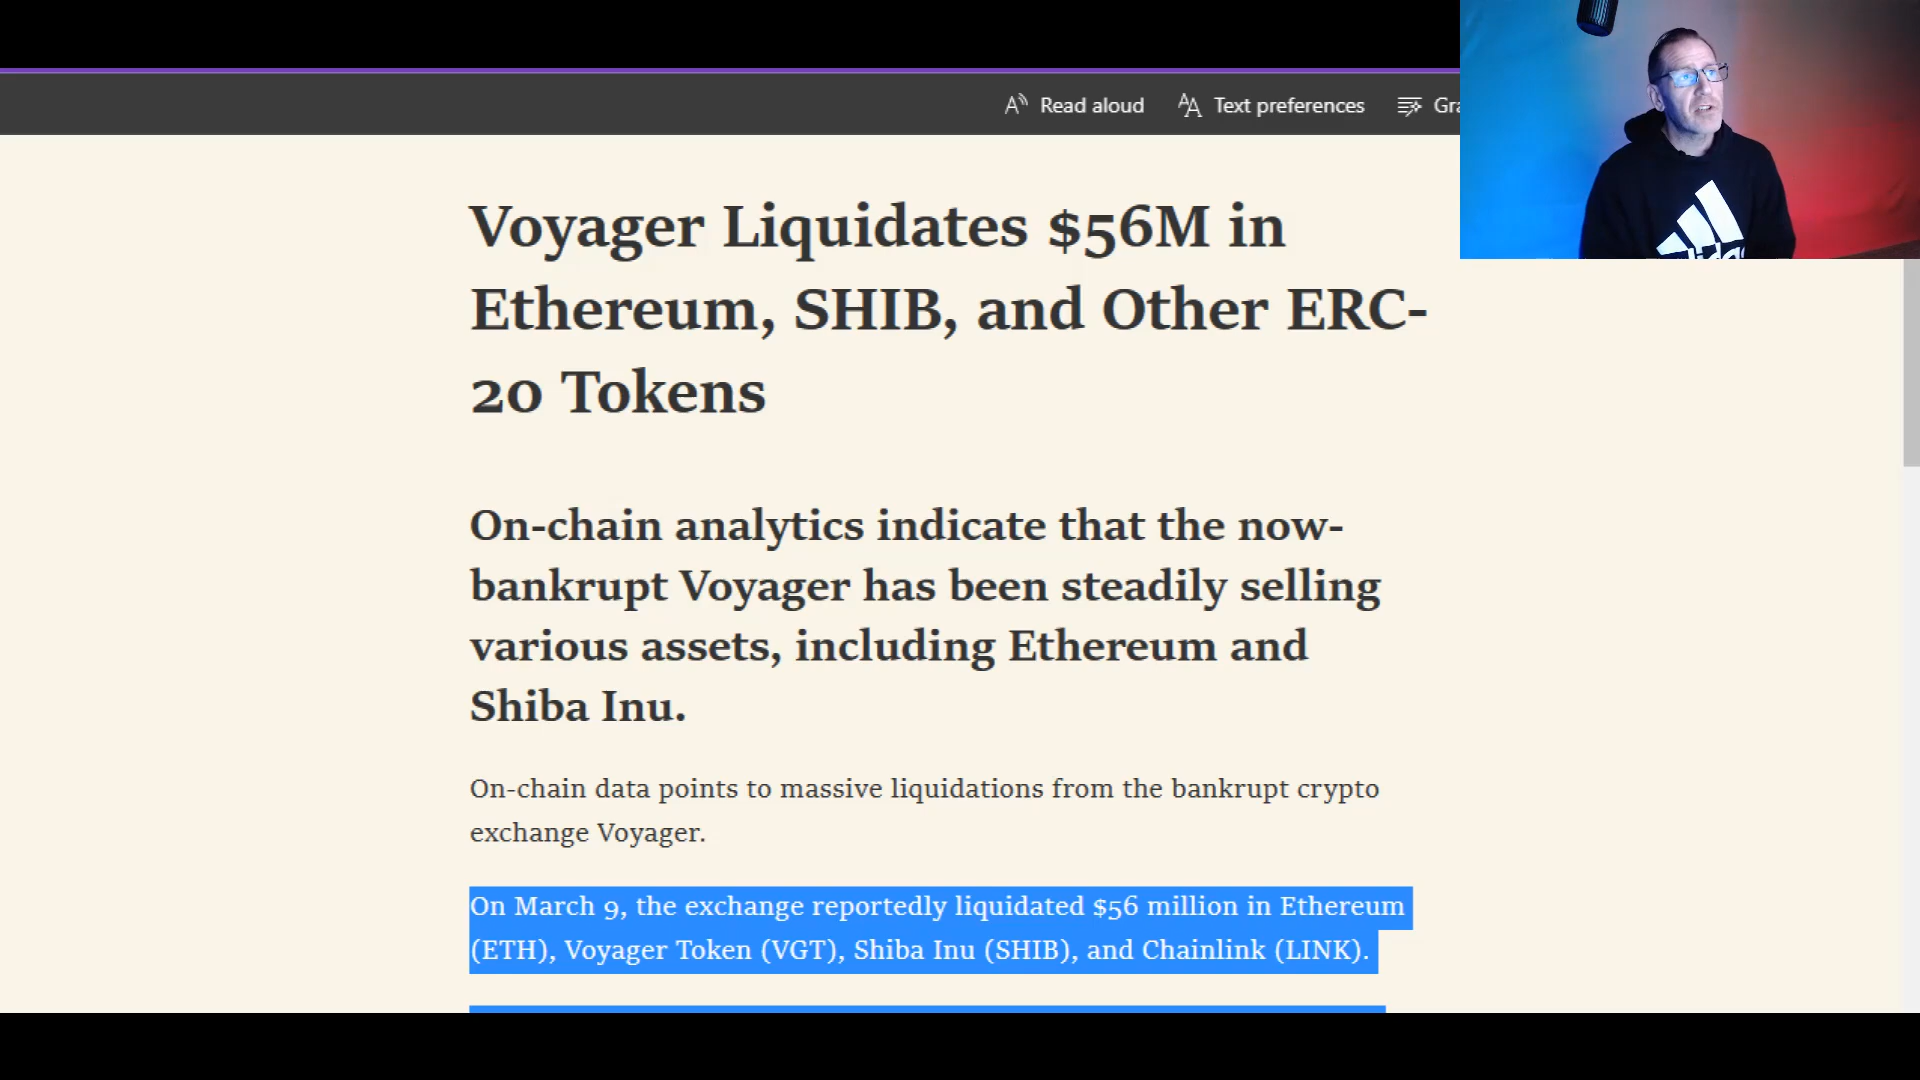 Read aloud
Text preferences
Gra
Voyager Liquidates $56M in
Ethereum, SHIB, and Other ERC-
20 Tokens
On-chain analytics indicate that the now-
bankrupt Voyager has been steadily selling
various assets, including Ethereum and
Shiba Inu.
On-chain data points to massive liquidations from the bankrupt crypto
exchange Voyager.
On March 9, the exchange reportedly liquidated $56 million in Ethereum
(ETH), Voyager Token (VGT), Shiba Inu (SHIB), and Chainlink (LINK).
adidas